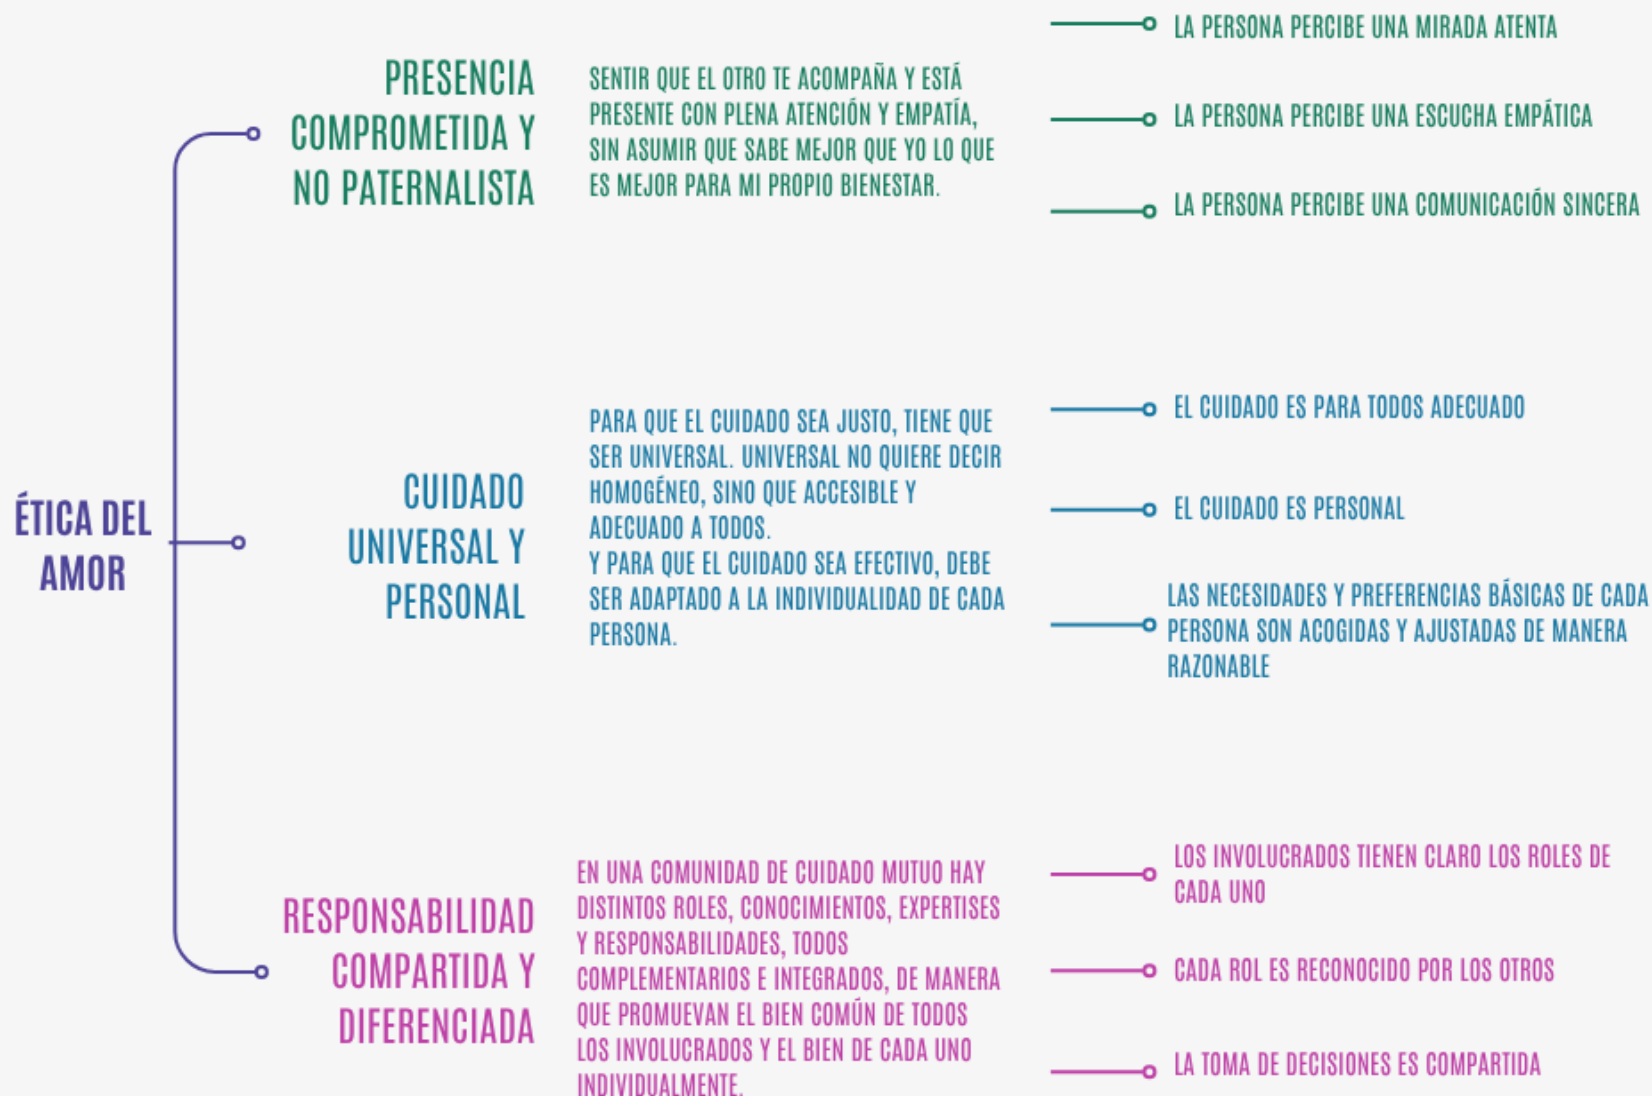 ÉTICA DEL
AMOR
PRESENCIA
COMPROMETIDA Y
NO PATERNALISTA
SENTIR QUE EL OTRO TE ACOMPAÑA Y ESTÁ
PRESENTE CON PLENA ATENCIÓN Y EMPATÍA,
SIN ASUMIR QUE SABE MEJOR QUE YO LO QUE
ES MEJOR PARA MI PROPIO BIENESTAR.
LA PERSONA PERCIBE UNA MIRADA ATENTA
LA PERSONA PERCIBE UNA ESCUCHA EMPÁTICA
LA PERSONA PERCIBE UNA COMUNICACIÓN SINCERA
CUIDADO
UNIVERSAL Y
PERSONAL
PARA QUE EL CUIDADO SEA JUSTO, TIENE QUE
SER UNIVERSAL. UNIVERSAL NO QUIERE DECIR
HOMOGÉNEO, SINO QUE ACCESIBLE Y
ADECUADO A TODOS.
Y PARA QUE EL CUIDADO SEA EFECTIVO, DEBE
SER ADAPTADO A LA INDIVIDUALIDAD DE CADA
PERSONA.
EL CUIDADO ES PARA TODOS ADECUADO
EL CUIDADO ES PERSONAL
LAS NECESIDADES Y PREFERENCIAS BÁSICAS DE CADA
PERSONA SON ACOGIDAS Y AJUSTADAS DE MANERA
RAZONABLE
RESPONSABILIDAD
COMPARTIDA Y
DIFERENCIADA
EN UNA COMUNIDAD DE CUIDADO MUTUO HAY
DISTINTOS ROLES, CONOCIMIENTOS, EXPERTISES
Y RESPONSABILIDADES, TODOS
COMPLEMENTARIOS E INTEGRADOS, DE MANERA
QUE PROMUEVAN EL BIEN COMÚN DE TODOS
LOS INVOLUCRADOS Y EL BIEN DE CADA UNO
INDIVIDUALMENTE.
LOS INVOLUCRADOS TIENEN CLARO LOS ROLES DE
CADA UNO
CADA ROL ES RECONOCIDO POR LOS OTROS
LA TOMA DE DECISIONES ES COMPARTIDA